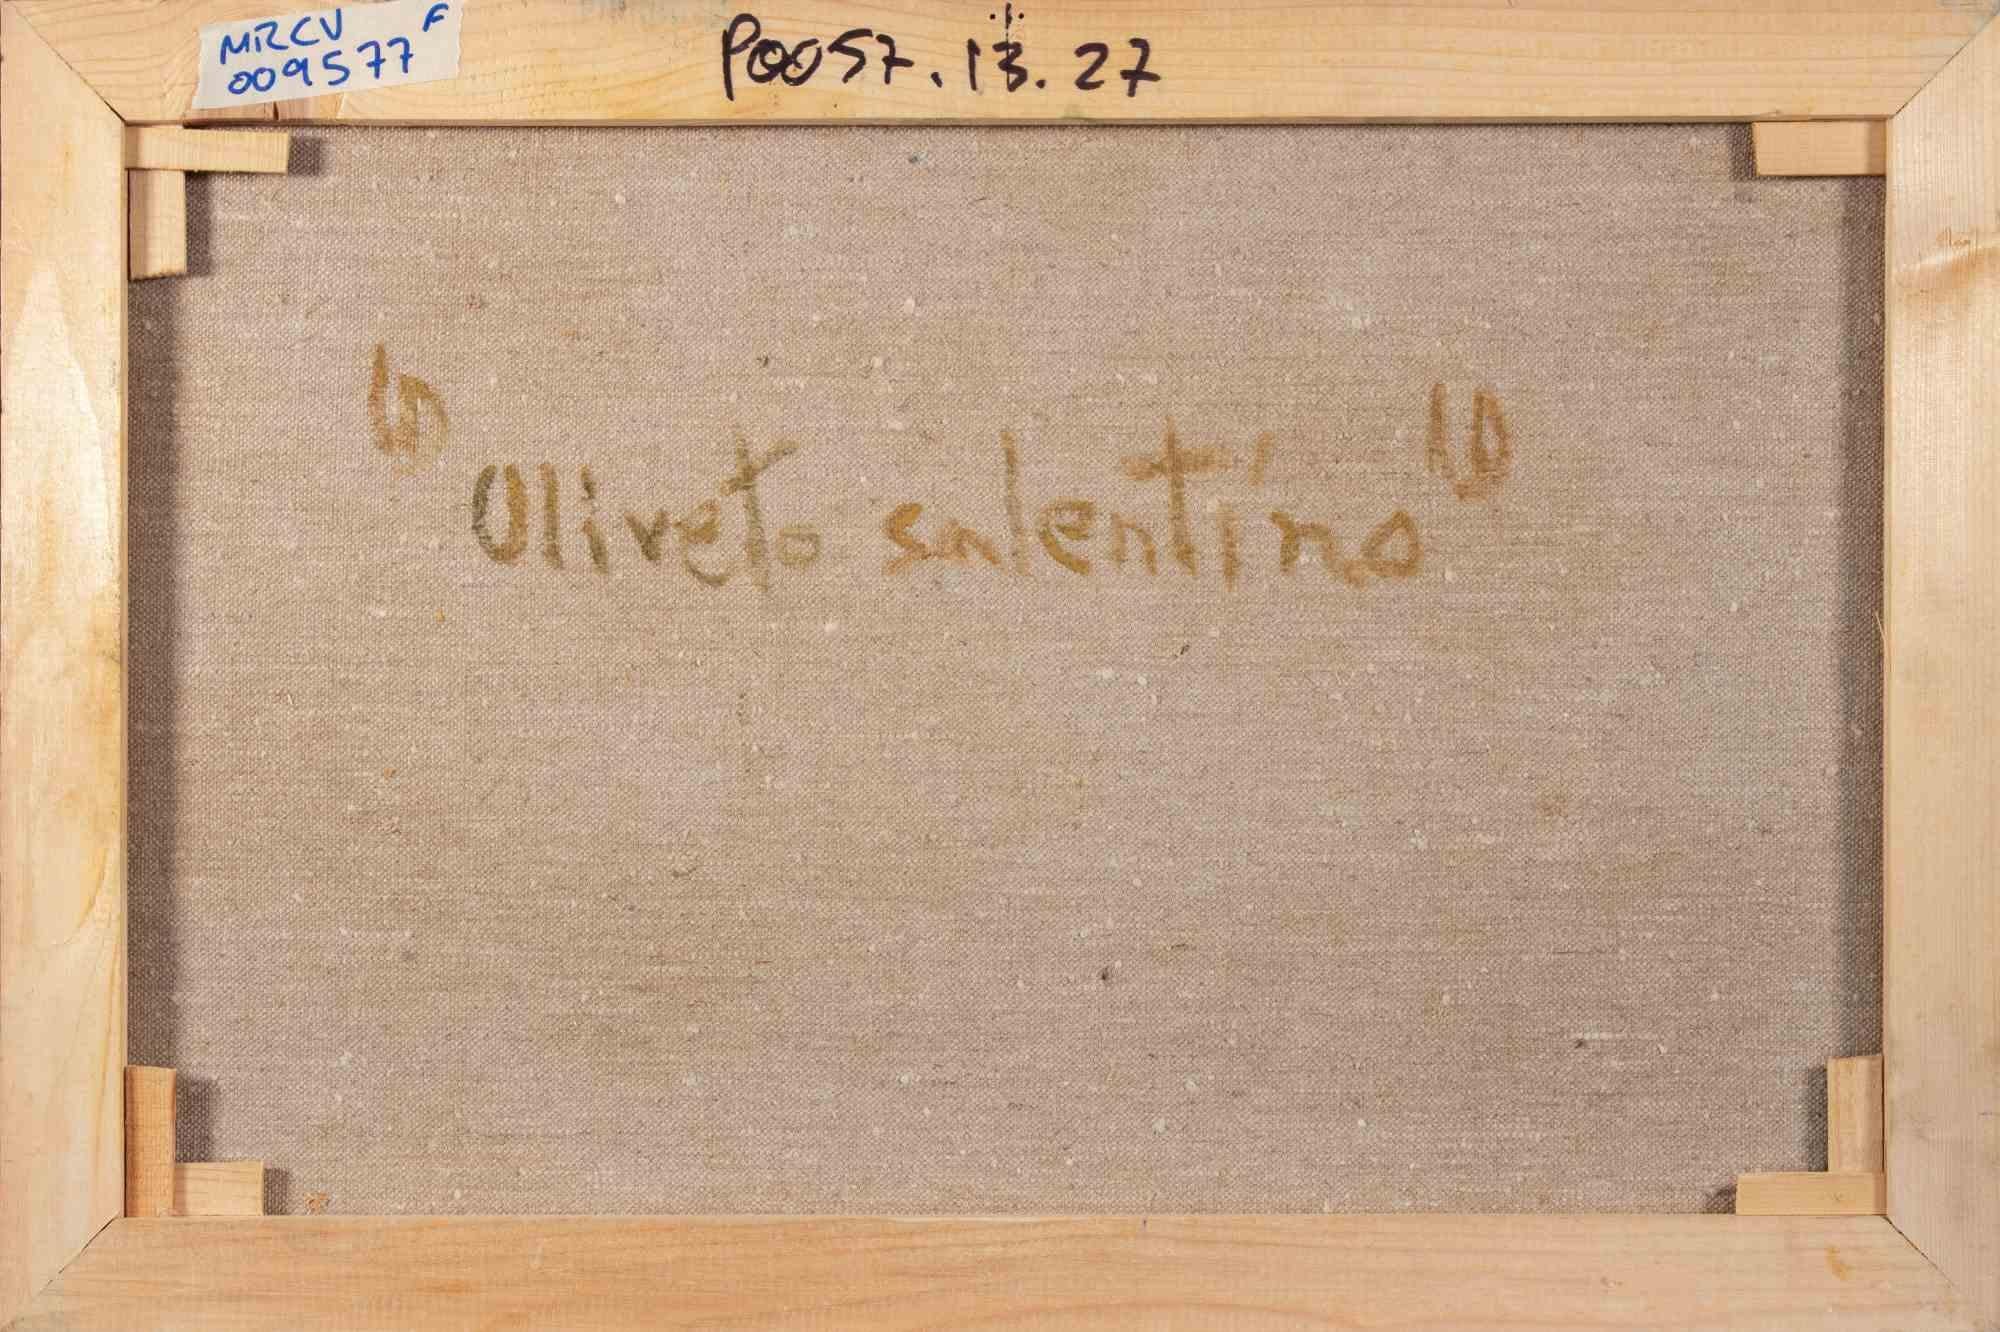 MRCV F
009577
P0057.13.27
"Oliveto salentino"